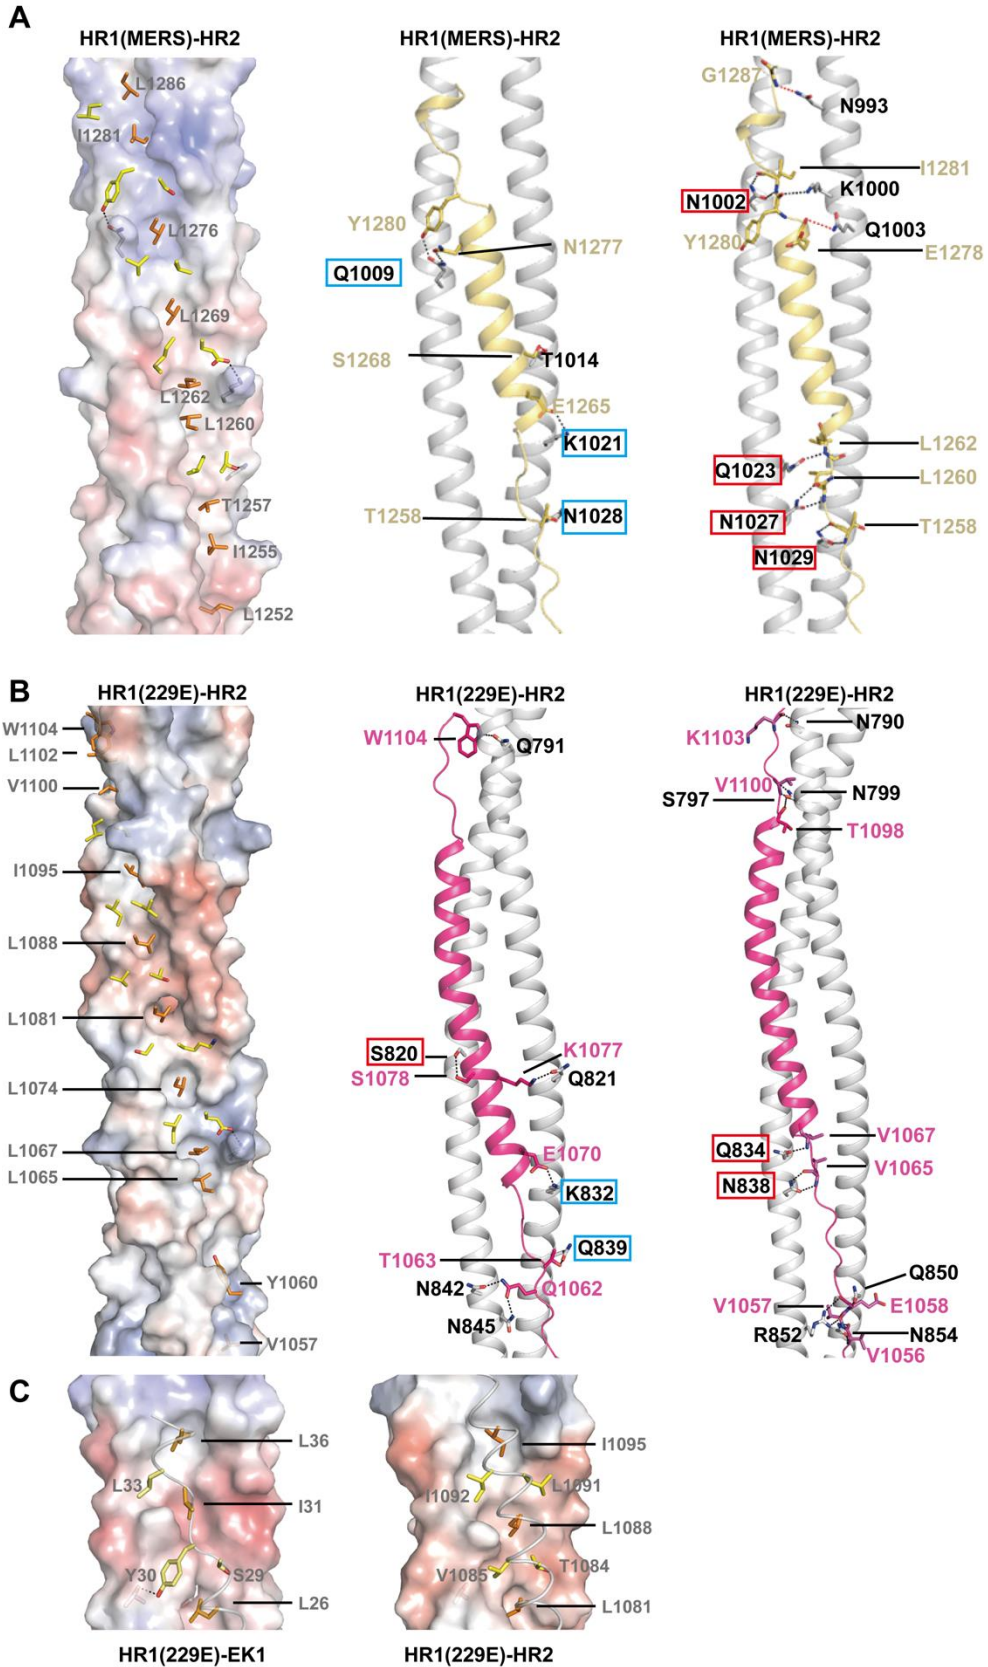 A
HR1(MERS)-HR2
HR1(MERS)-HR2
HR1(MERS)-HR2
L1286
I1281
L1276
L1269
L1262
L1260
T1257
I1255
L1252
Y1280
N1277
Q1009
S1268
T1014
E1265
K1021
T1258
N1028
G1287
N993
I1281
K1000
N1002
Q1003
Y1280
E1278
L1262
Q1023
L1260
N1027
T1258
N1029
B
HR1(229E)-HR2
HR1(229E)-HR2
HR1(229E)-HR2
W1104
L1102
V1100
I1095
L1088
L1081
L1074
L1067
L1065
Y1060
V1057
W1104
Q791
S820
K1077
S1078
Q821
E1070
K832
Q839
T1063
N842
Q1062
N845
N790
K1103
V1100
S797
N799
T1098
V1067
Q834
V1065
N838
Q850
V1057
E1058
R852
N854
V1056
C
L36
L33
I31
Y30
S29
L26
HR1(229E)-EK1
I1095
I1092
L1091
L1088
V1085
T1084
L1081
HR1(229E)-HR2